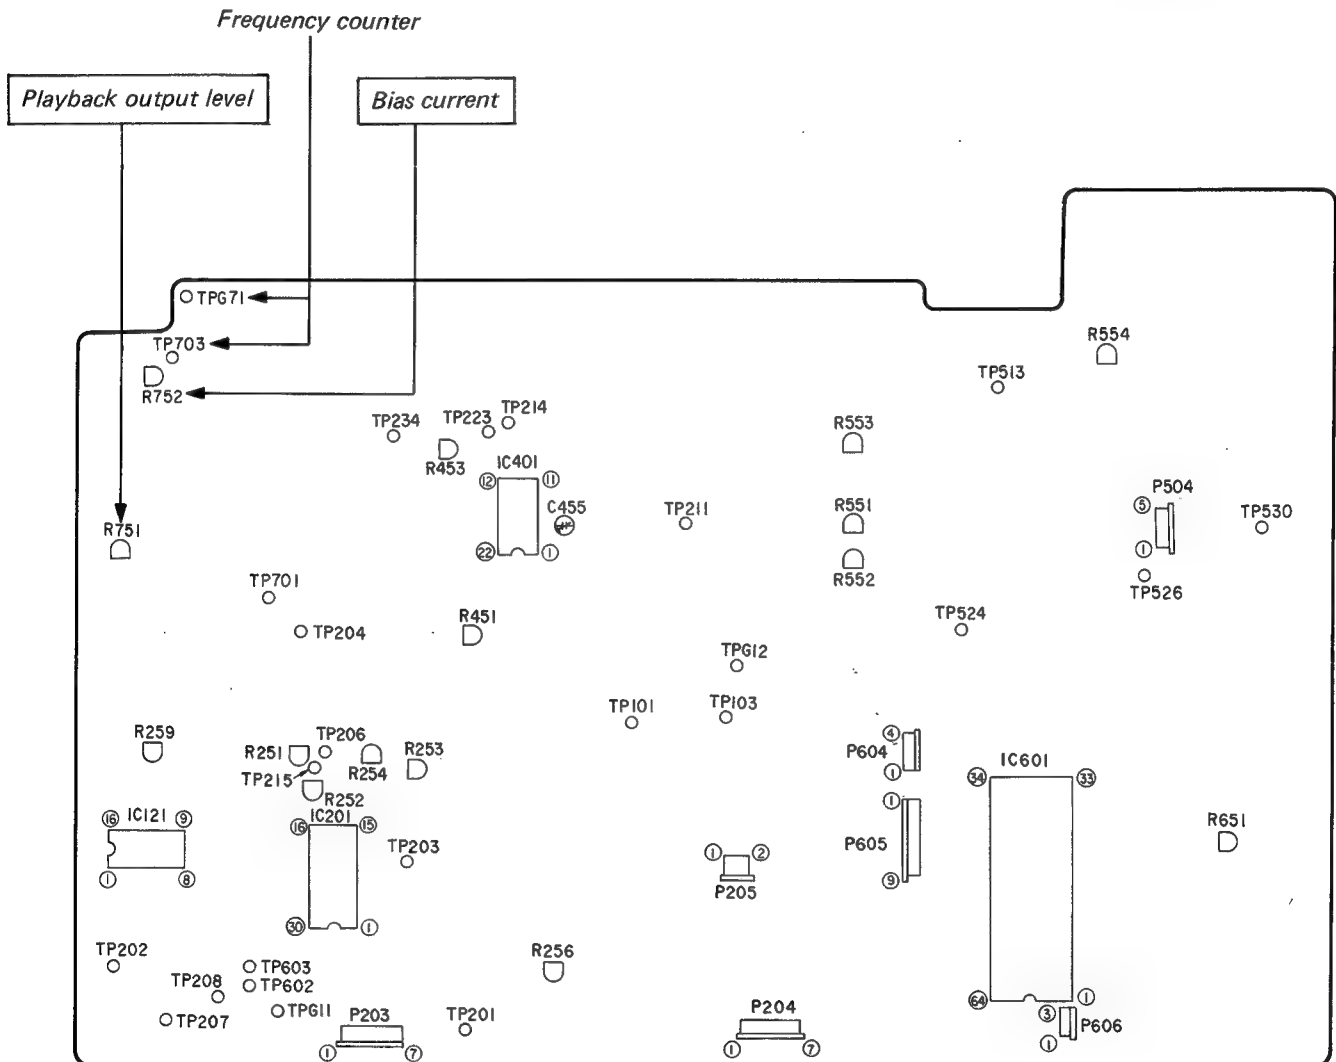 Frequency counter
Playback output level
Bias current
TPG71
TP703
R752
R554
TP513
TP234
TP223
TP214
R453
IC401
12
11
22
1
C455
TP211
R553
R551
R552
P504
5
1
TP530
TP526
R751
TP701
TP204
R451
TP524
TPG12
TP101
TP103
R259
R251
TP206
TP215
R254
R253
R252
IC121
16
9
1
8
IC201
16
15
30
1
TP203
P604
4
1
P605
1
9
IC601
34
33
64
1
R651
1
2
P205
TP202
TP208
TP207
TP603
TP602
TPG11
P203
1
7
TP201
R256
P204
1
7
3
1
P606